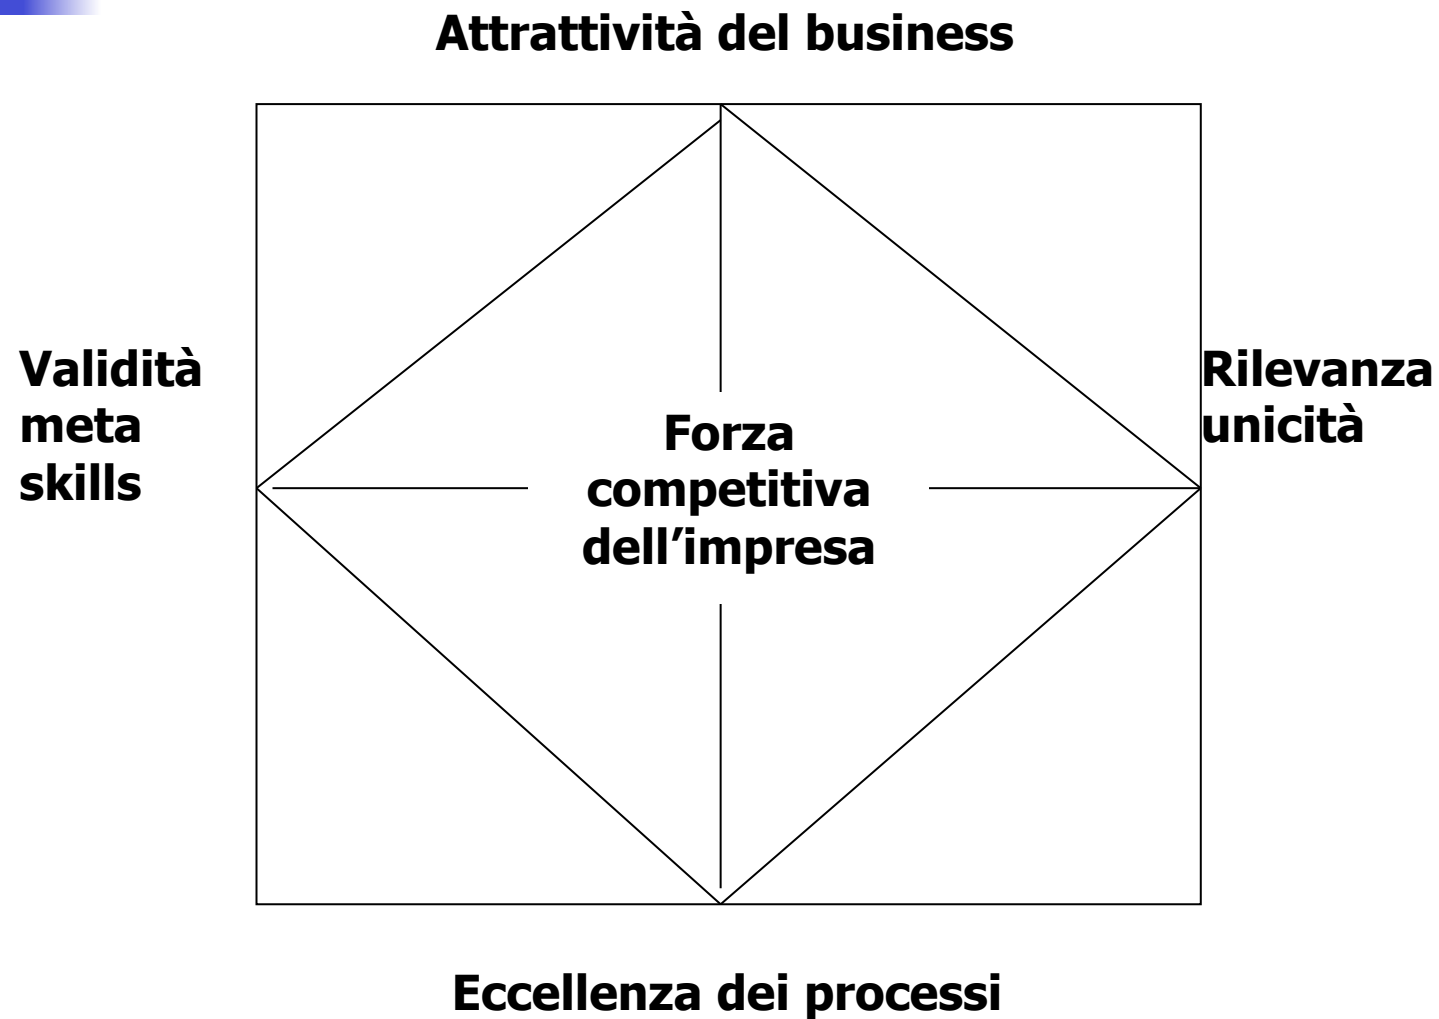 Attrattività del business
Validità
meta
skills
Rilevanza
unicità
Forza
competitiva
dell’impresa
Eccellenza dei processi